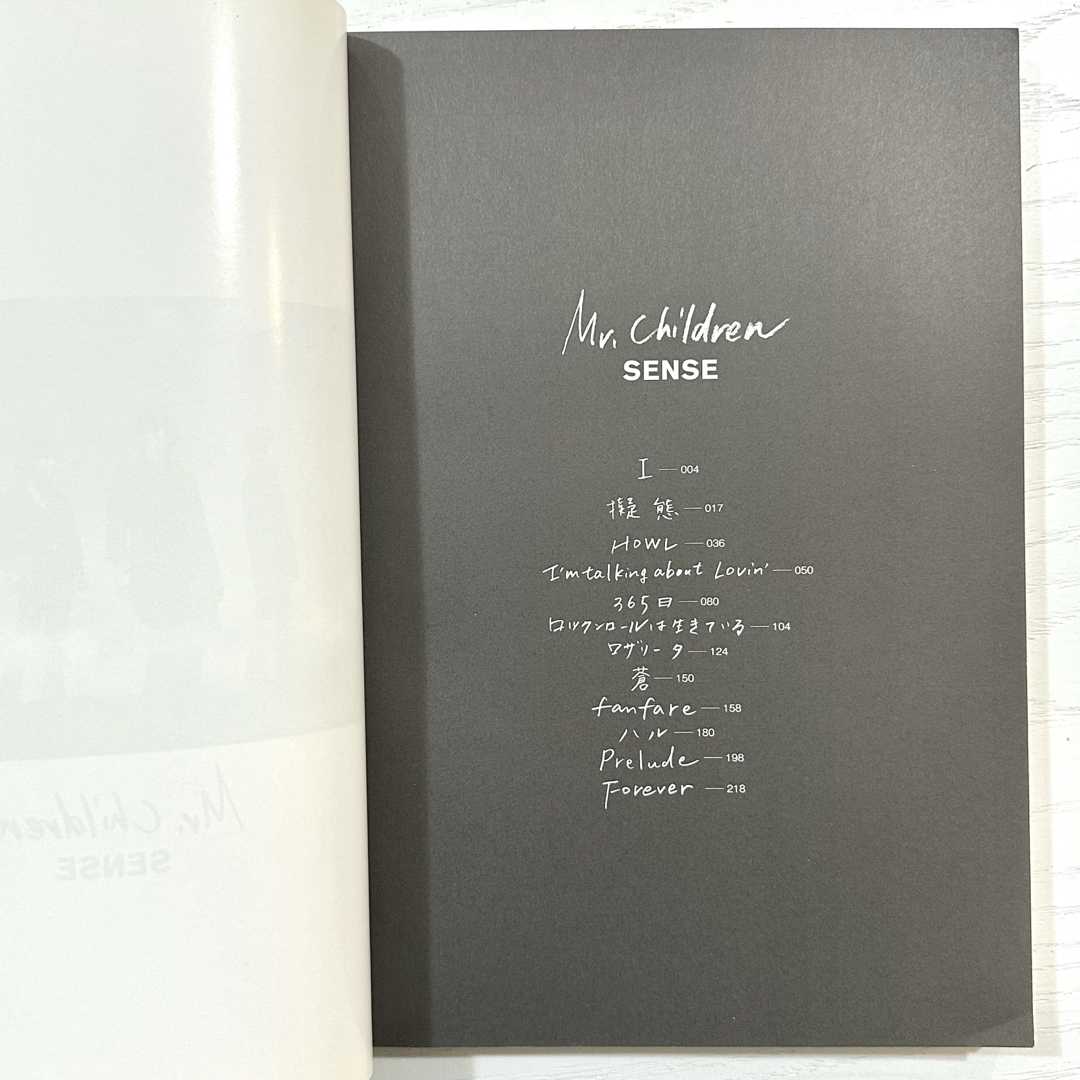 Mr. Children
SENSE
I — 004
擬態 — 017
HOWL — 036
I'm talking about Lovin' — 050
365日 — 080
ロックンロールは生きている — 104
ロザリータ — 124
蒼 — 150
fanfare — 158
ハル — 180
Prelude — 198
Forever — 218
Mr. Children
SENSE